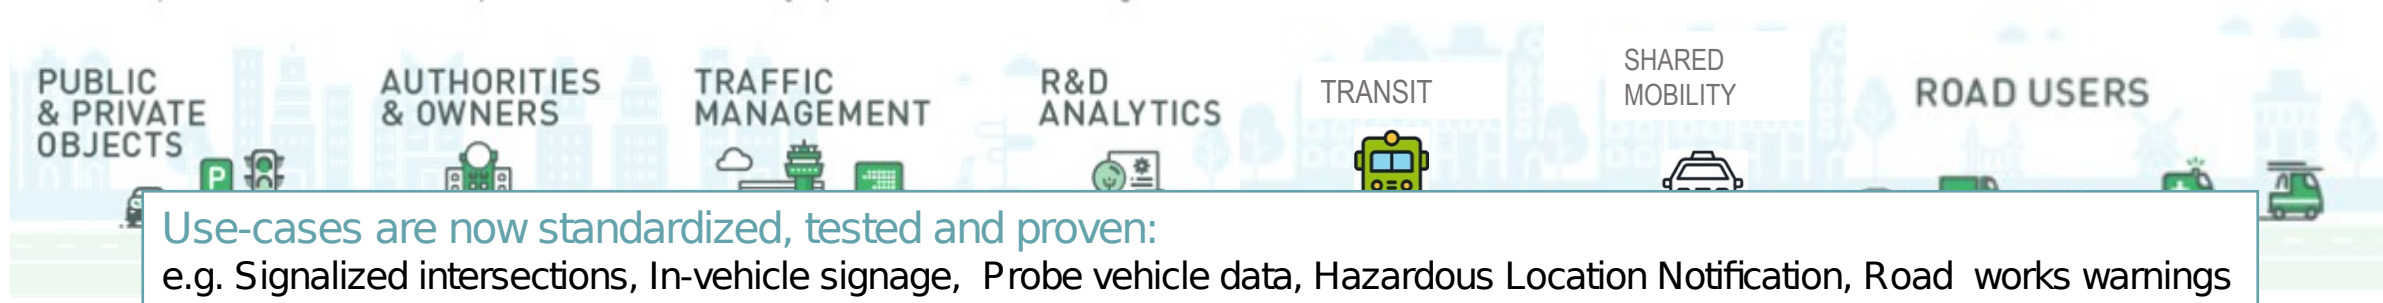 PUBLIC
& PRIVATE
OBJECTS
AUTHORITIES
& OWNERS
TRAFFIC
MANAGEMENT
R&D
ANALYTICS
TRANSIT
SHARED
MOBILITY
ROAD USERS
P
Use-cases are now standardized, tested and proven:
e.g. Signalized intersections, In-vehicle signage, Probe vehicle data, Hazardous Location Notification, Road works warnings